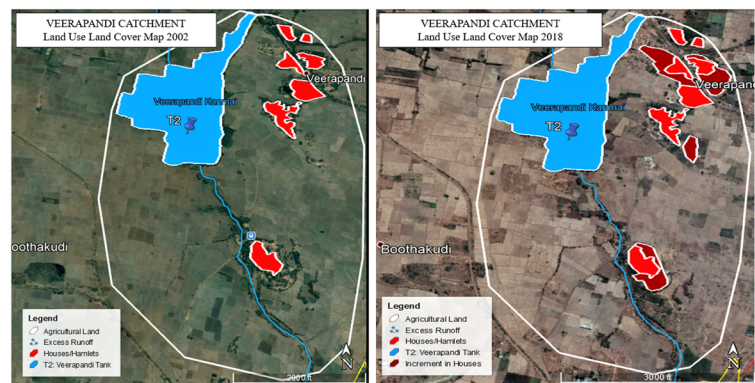 VEERAPANDI CATCHMENT
Land Use Land Cover Map 2002
Veerapandi
Veerapandi Kanmai
T2
Boothakudi
Legend
Agricultural Land
Excess Runoff
Houses/Hamlets
T2: Veerapandi Tank
N
ft
VEERAPANDI CATCHMENT
Land Use Land Cover Map 2018
Veerapandi
Veerapandi Kanmai
T2
Boothakudi
Legend
Agricultural Land
Excess Runoff
Houses/Hamlets
T2: Veerapandi Tank
Increment in Houses
N
3000 ft